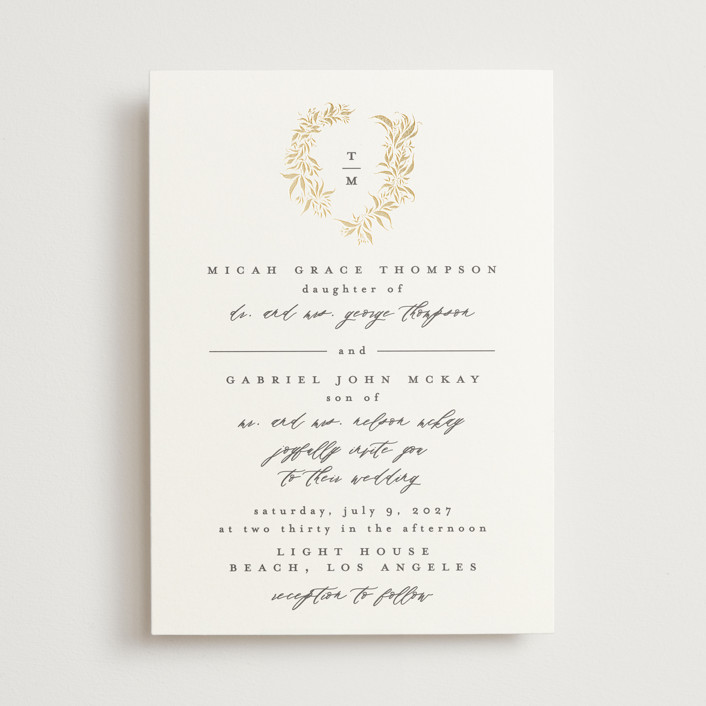 T
M
MICAH GRACE THOMPSON
daughter of
dr. and mrs. george thompson
and
GABRIEL JOHN MCKAY
son of
mr. and mrs. nelson mckay
joyfully invite you
to their wedding
saturday, july 9, 2027
at two thirty in the afternoon
LIGHT HOUSE
BEACH, LOS ANGELES
reception to follow